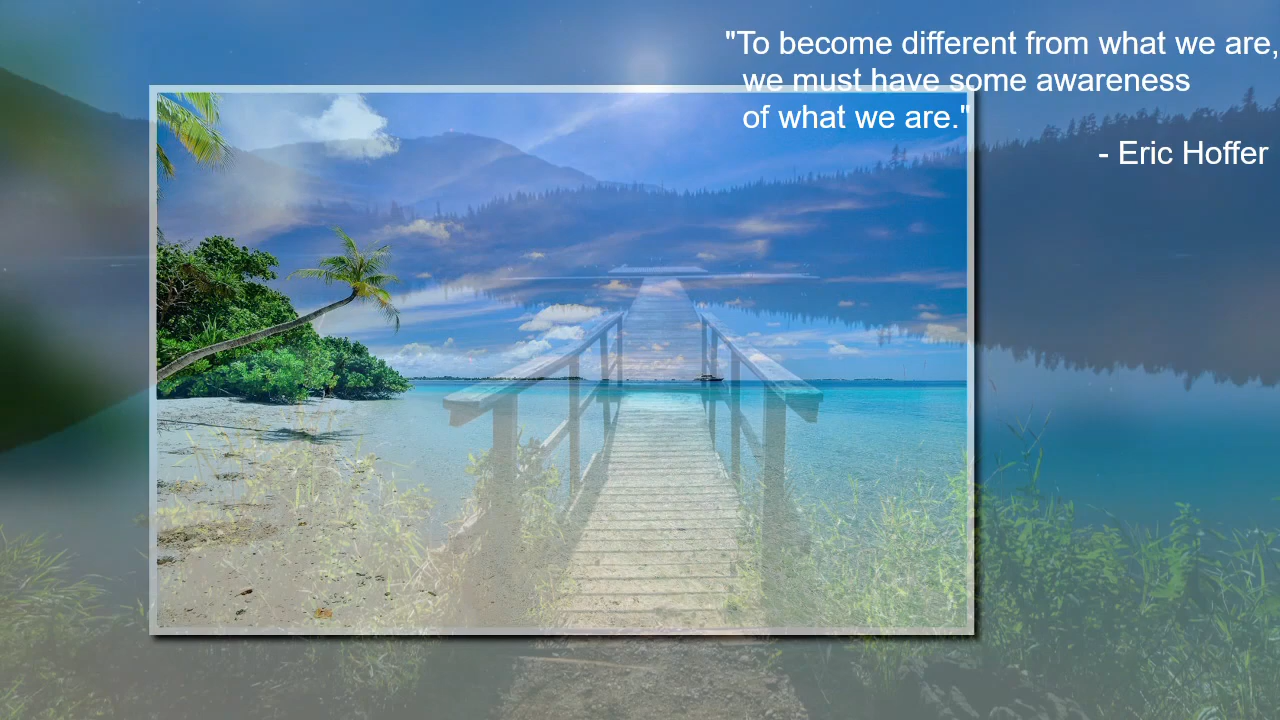 "To become different from what we are,
we must have some awareness
of what we are."
- Eric Hoffer